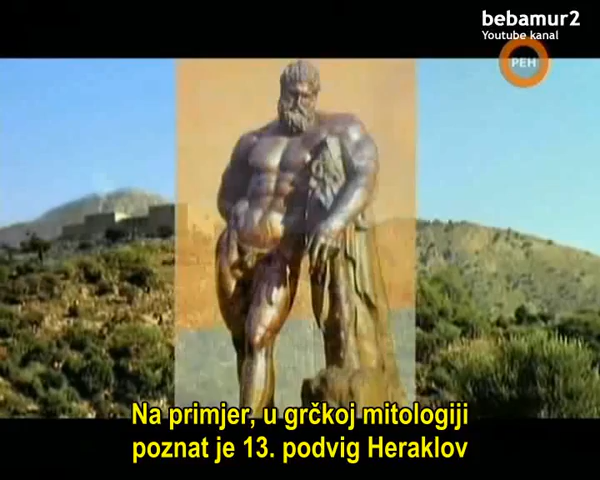 bebamur2
Youtube kanal
РЕН
Na primjer, u grčkoj mitologiji
poznat je 13. podvig Heraklov